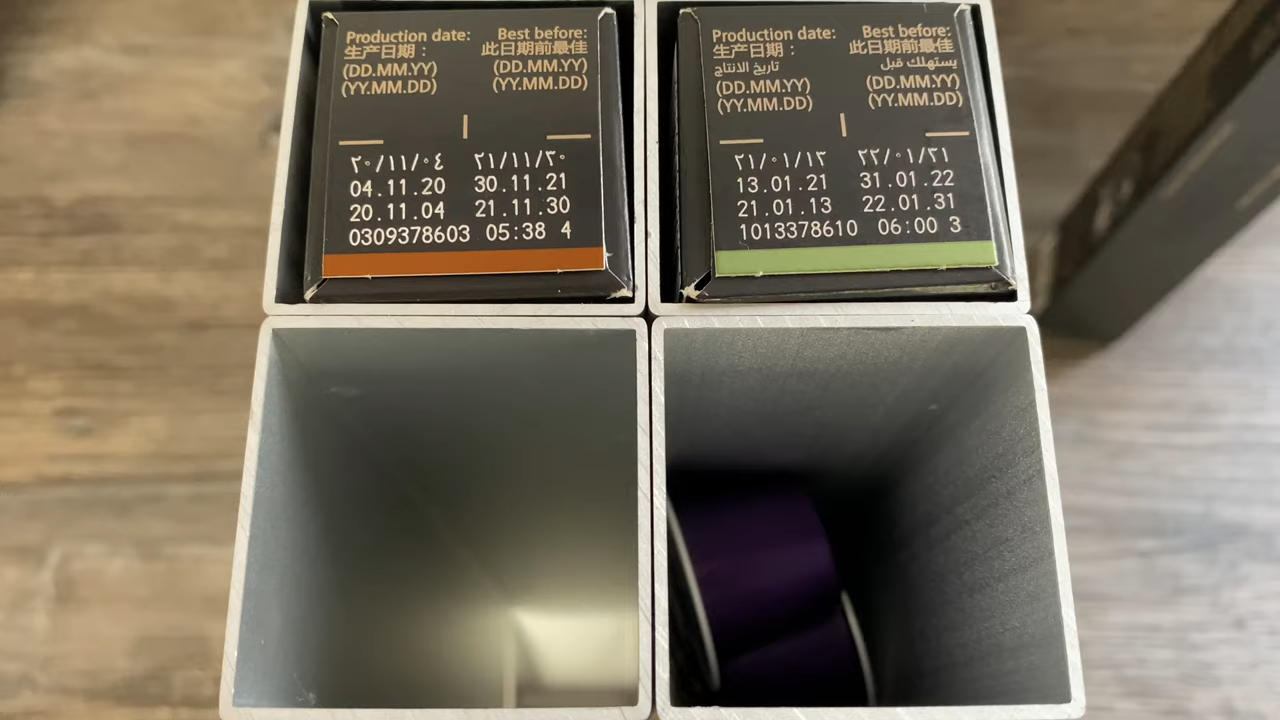 Production date: Best before:
生产日期： 此日期前最佳
(DD.MM.YY) (DD.MM.YY)
(YY.MM.DD) (YY.MM.DD)
٢٠/١١/٠٤ ٢١/١١/٣٠
04.11.20 30.11.21
20.11.04 21.11.30
0309378603 05:38 4
Production date: Best before:
生产日期： 此日期前最佳
تاريخ الانتاج يستهلك قبل
(DD.MM.YY) (DD.MM.YY)
(YY.MM.DD) (YY.MM.DD)
٢١/٠١/١٣ ٢٢/٠١/٣١
13.01.21 31.01.22
21.01.13 22.01.31
1013378610 06:00 3